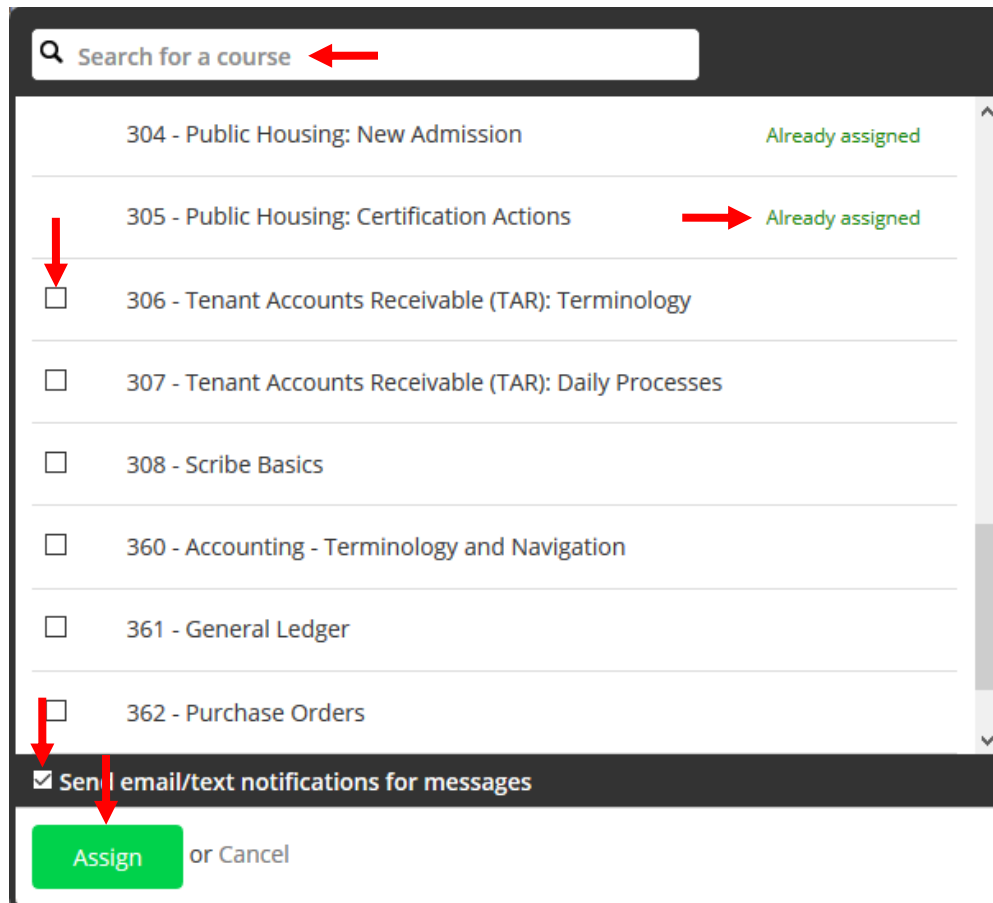 Search for a course
304 - Public Housing: New Admission Already assigned
305 - Public Housing: Certification Actions Already assigned
306 - Tenant Accounts Receivable (TAR): Terminology
307 - Tenant Accounts Receivable (TAR): Daily Processes
308 - Scribe Basics
360 - Accounting - Terminology and Navigation
361 - General Ledger
362 - Purchase Orders
Send email/text notifications for messages
Assign or Cancel